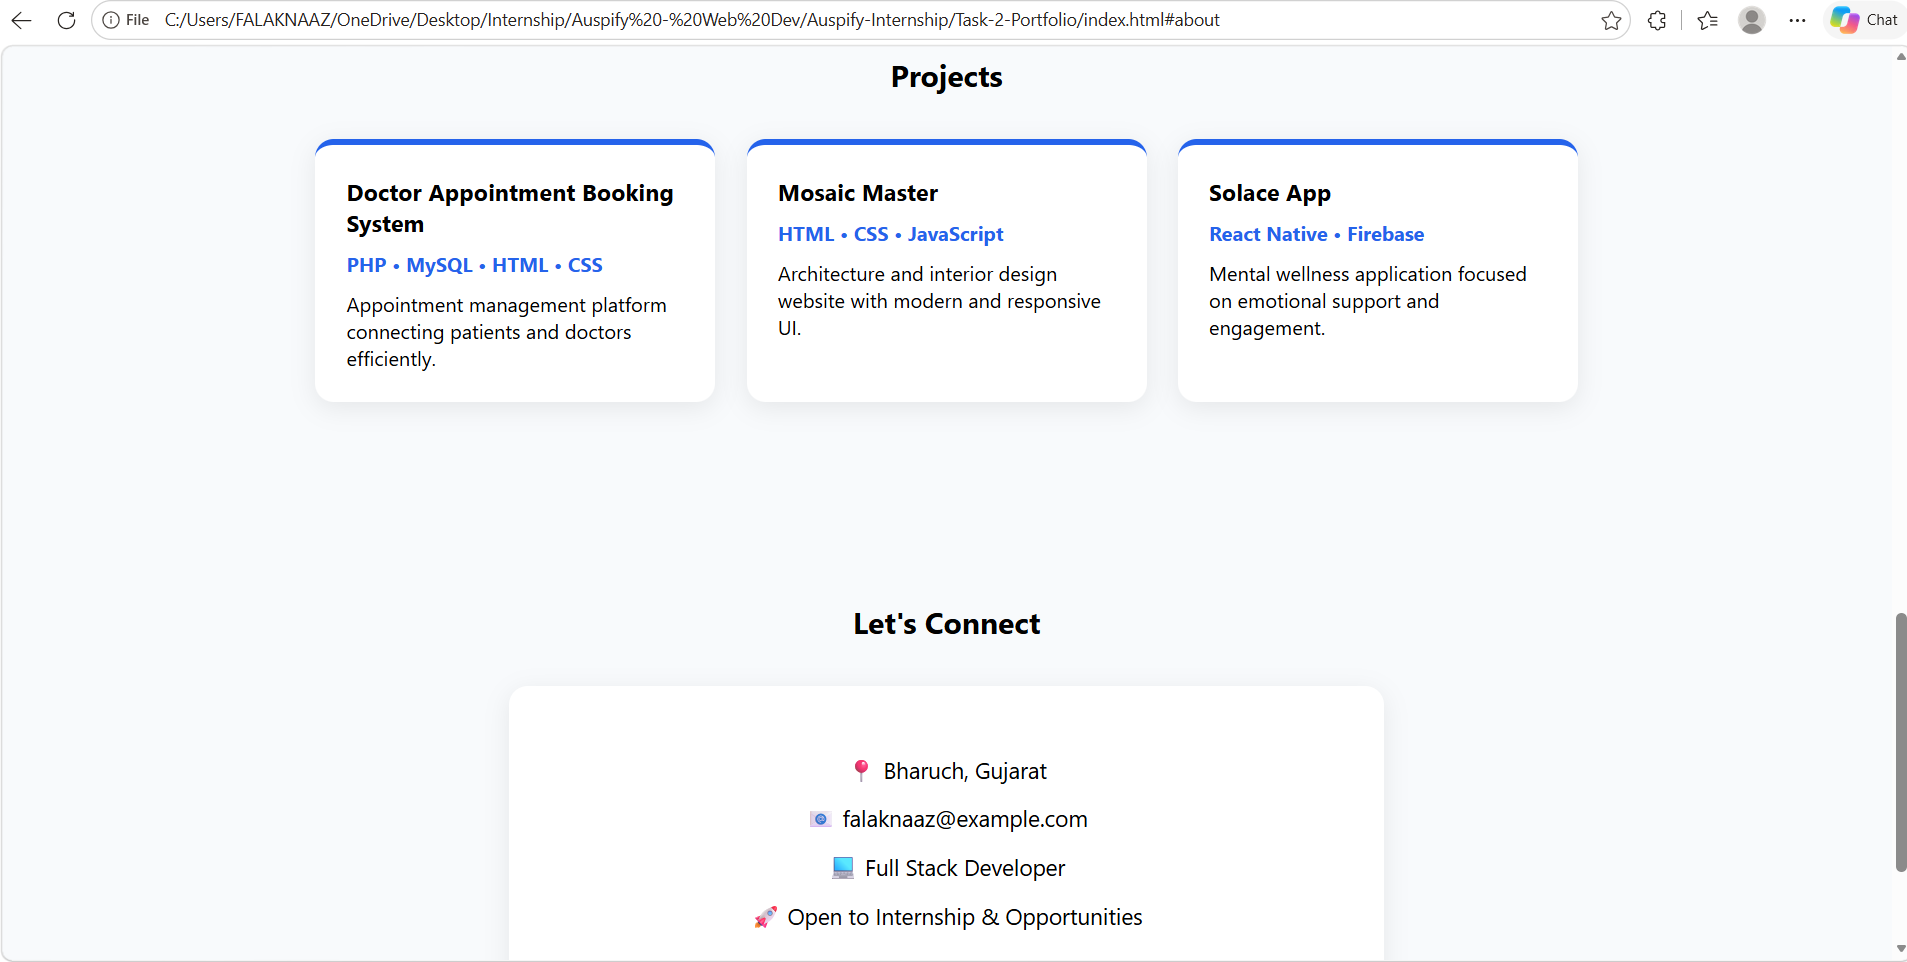 File C:/Users/FALAKNAAZ/OneDrive/Desktop/Internship/Auspify%20-%20Web%20Dev/Auspify-Internship/Task-2-Portfolio/index.html#about
Chat
Projects
Doctor Appointment Booking
System
PHP • MySQL • HTML • CSS
Appointment management platform
connecting patients and doctors
efficiently.
Mosaic Master
HTML • CSS • JavaScript
Architecture and interior design
website with modern and responsive
UI.
Solace App
React Native • Firebase
Mental wellness application focused
on emotional support and
engagement.
Let's Connect
📍 Bharuch, Gujarat
📧 falaknaaz@example.com
💻 Full Stack Developer
🚀 Open to Internship & Opportunities